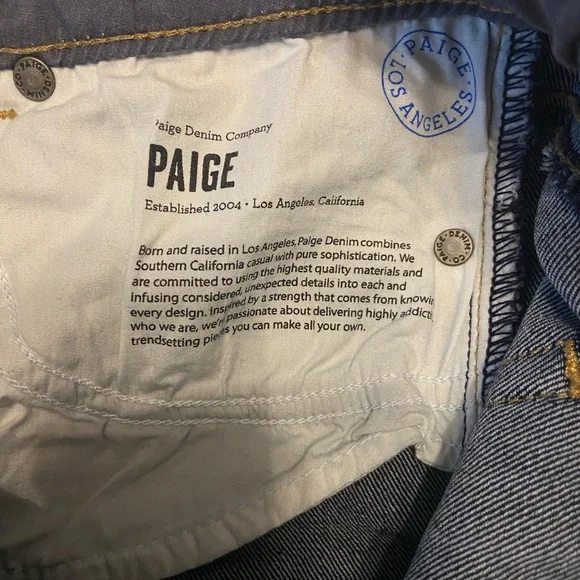 PAIGE
LOS ANGELES
PAIGE DENIM CO.
aige Denim Company
PAIGE
Established 2004 • Los Angeles, California
Born and raised in Los Angeles, Paige Denim combines
Southern California casual with pure sophistication. We
are committed to using the highest quality materials and
infusing considered, unexpected details into each and
every design. Inspired by a strength that comes from knowin
who we are, we're passionate about delivering highly addicti
trendsetting pieces you can make all your own.
PAIGE DENIM CO.